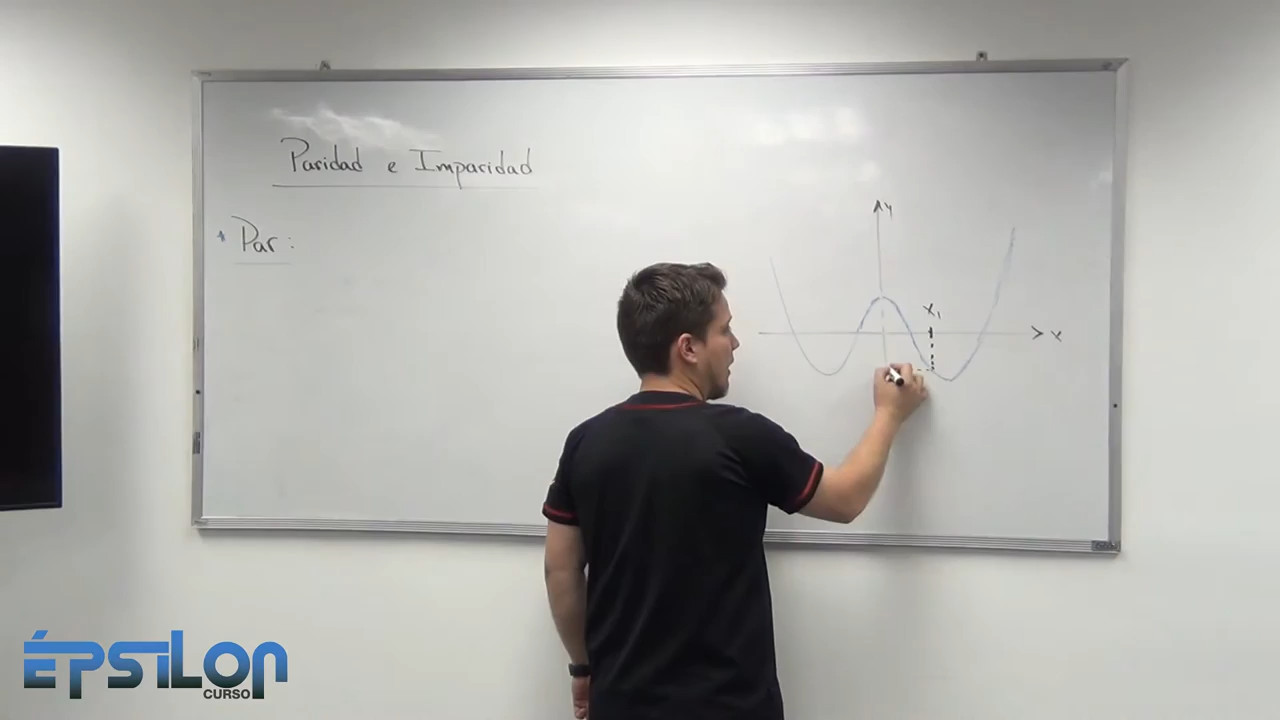 Paridad e Imparidad
* Par:
y
x₁
x
ÉPSILON
CURSO